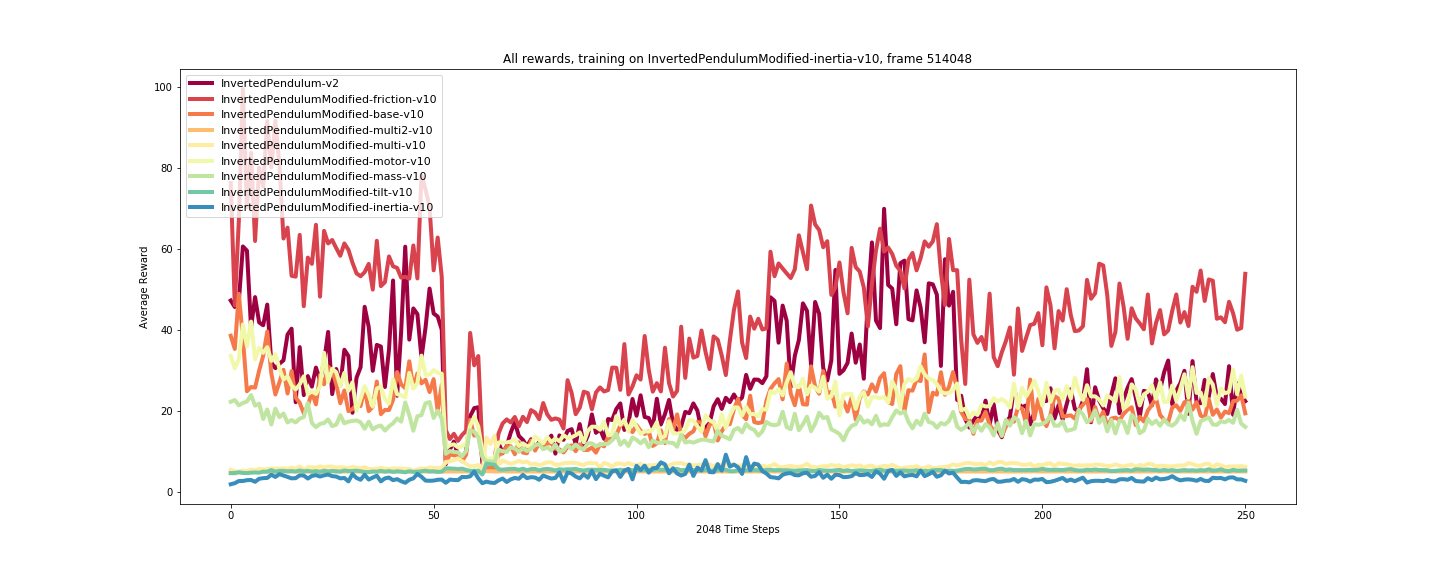 All rewards, training on InvertedPendulumModified-inertia-v10, frame 514048
InvertedPendulum-v2
InvertedPendulumModified-friction-v10
InvertedPendulumModified-base-v10
InvertedPendulumModified-multi2-v10
InvertedPendulumModified-multi-v10
InvertedPendulumModified-motor-v10
InvertedPendulumModified-mass-v10
InvertedPendulumModified-tilt-v10
InvertedPendulumModified-inertia-v10
Average Reward
100
80
60
40
20
0
0 50 100 150 200 250
2048 Time Steps